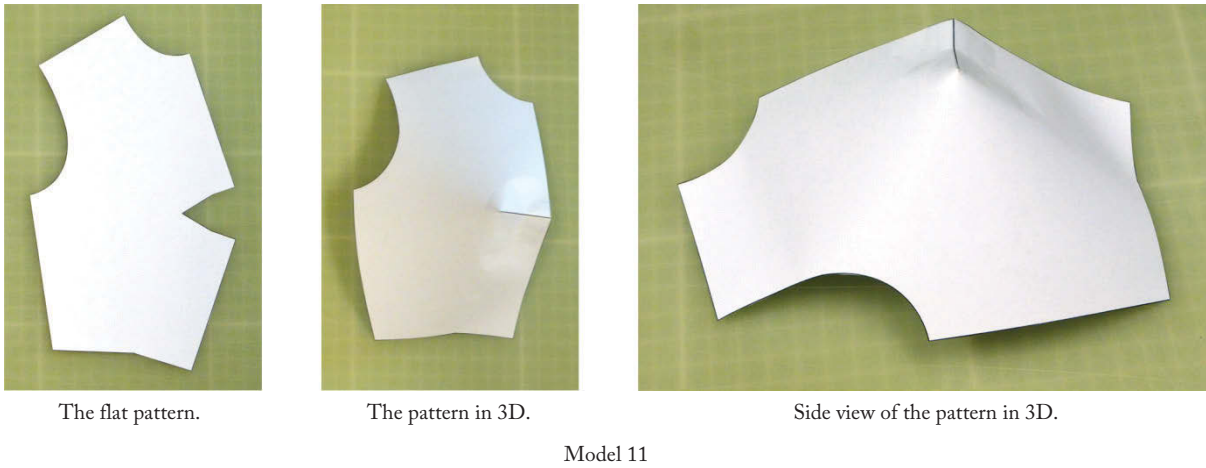 The flat pattern.
The pattern in 3D.
Side view of the pattern in 3D.
Model 11